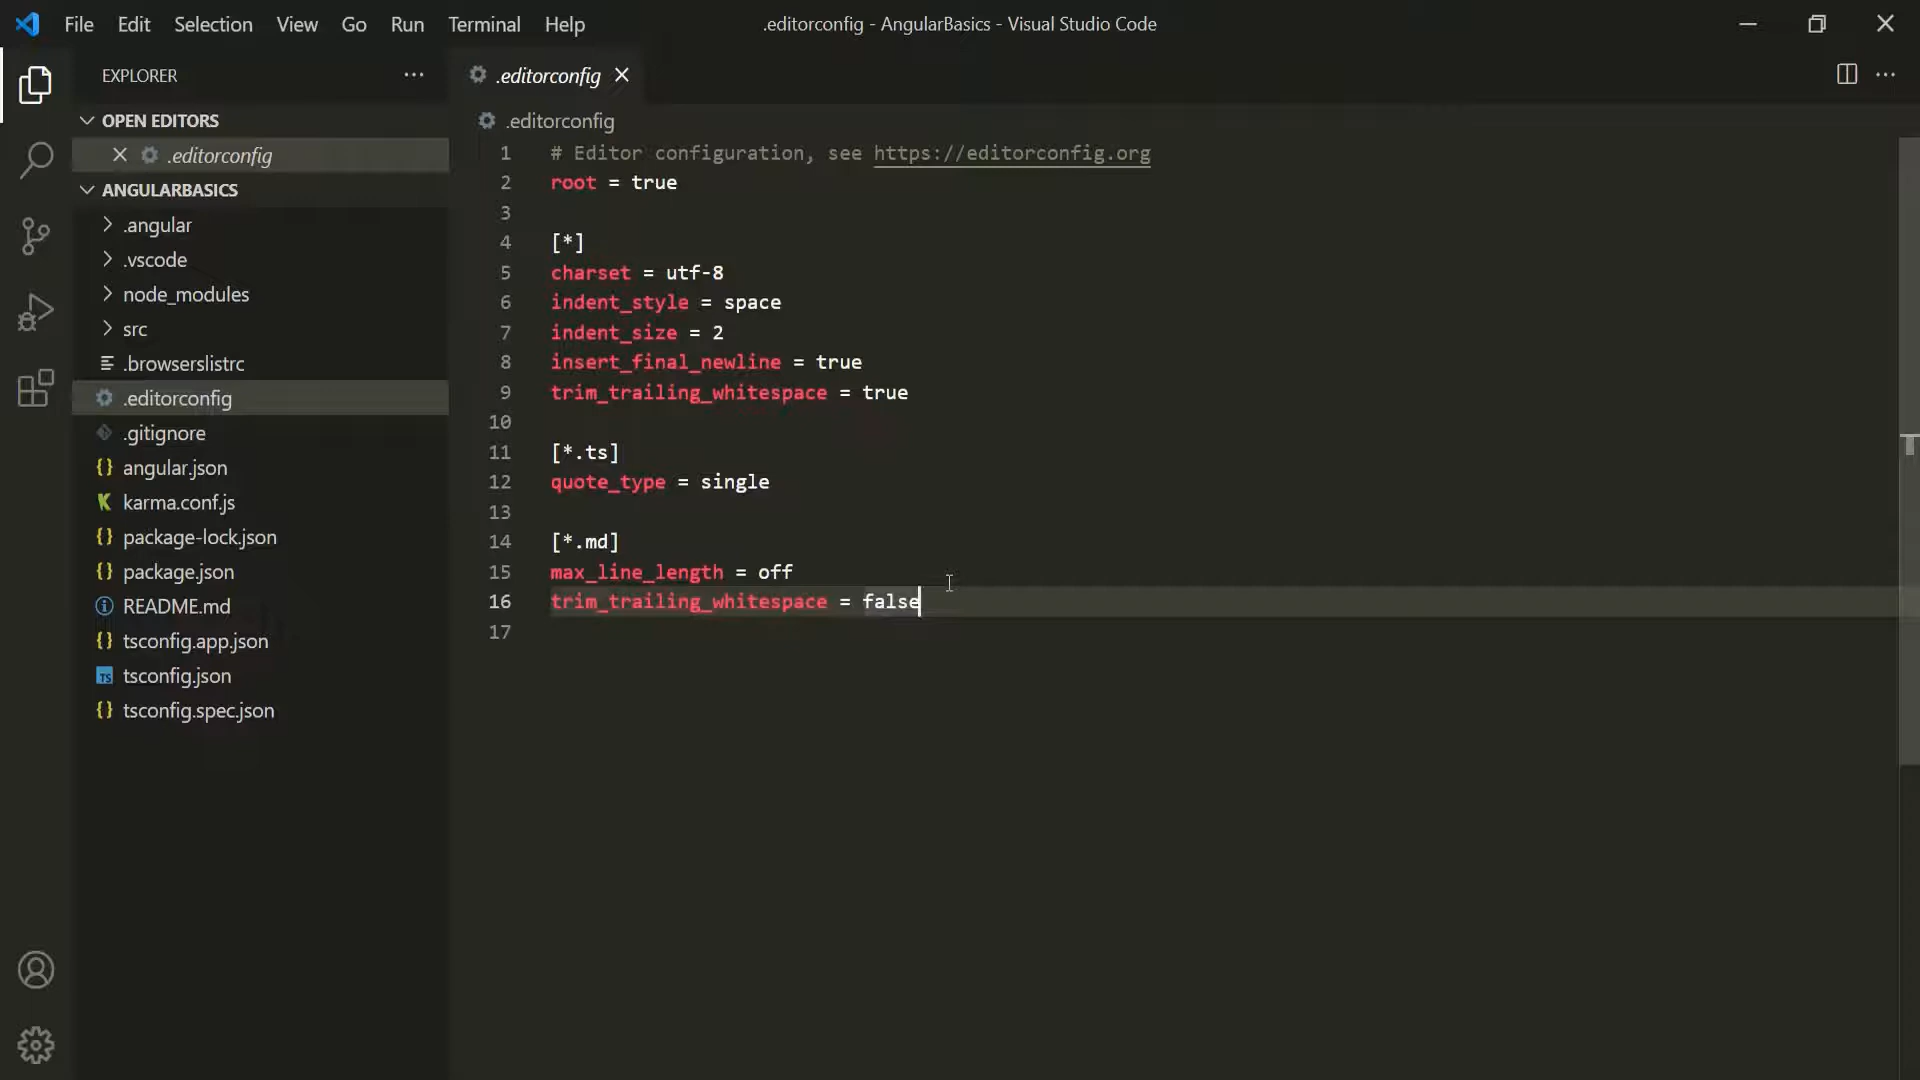 File Edit Selection View Go Run Terminal Help .editorconfig - AngularBasics - Visual Studio Code
EXPLORER
OPEN EDITORS
.editorconfig
ANGULARBASICS
.angular
.vscode
node_modules
src
.browserslistrc
.editorconfig
.gitignore
angular.json
karma.conf.js
package-lock.json
package.json
README.md
tsconfig.app.json
TS tsconfig.json
tsconfig.spec.json
.editorconfig
.editorconfig
1 # Editor configuration, see https://editorconfig.org
2 root = true
3
4 [*]
5 charset = utf-8
6 indent_style = space
7 indent_size = 2
8 insert_final_newline = true
9 trim_trailing_whitespace = true
10
11 [*.ts]
12 quote_type = single
13
14 [*.md]
15 max_line_length = off
16 trim_trailing_whitespace = false
17